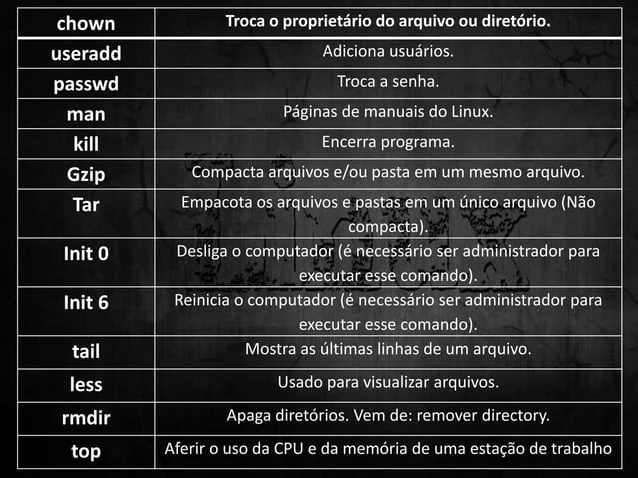 chown Troca o proprietário do arquivo ou diretório.
useradd Adiciona usuários.
passwd Troca a senha.
man Páginas de manuais do Linux.
kill Encerra programa.
Gzip Compacta arquivos e/ou pasta em um mesmo arquivo.
Tar Empacota os arquivos e pastas em um único arquivo (Não
compacta).
Init 0 Desliga o computador (é necessário ser administrador para
executar esse comando).
Init 6 Reinicia o computador (é necessário ser administrador para
executar esse comando).
tail Mostra as últimas linhas de um arquivo.
less Usado para visualizar arquivos.
rmdir Apaga diretórios. Vem de: remover directory.
top Aferir o uso da CPU e da memória de uma estação de trabalho